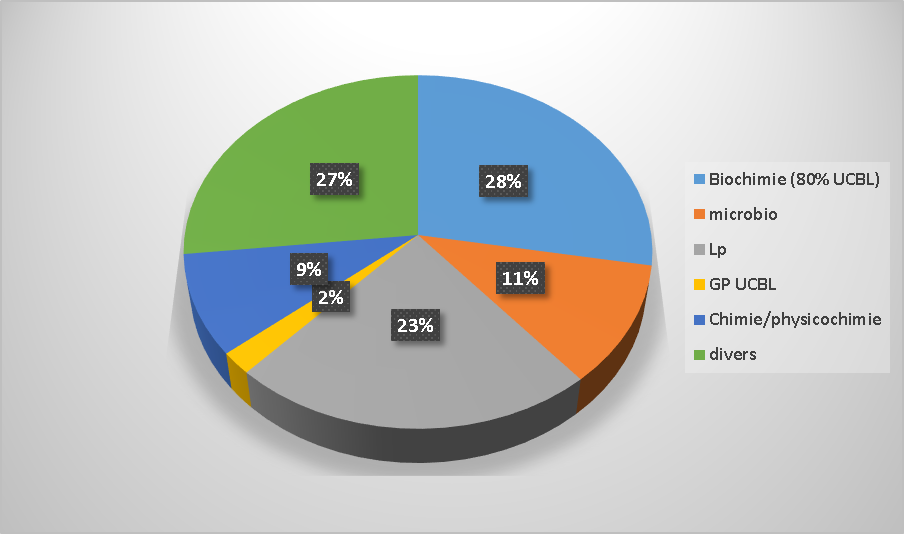 27%
28%
9%
2%
11%
23%
Biochimie (80% UCBL)
microbio
Lp
GP UCBL
Chimie/physicochimie
divers